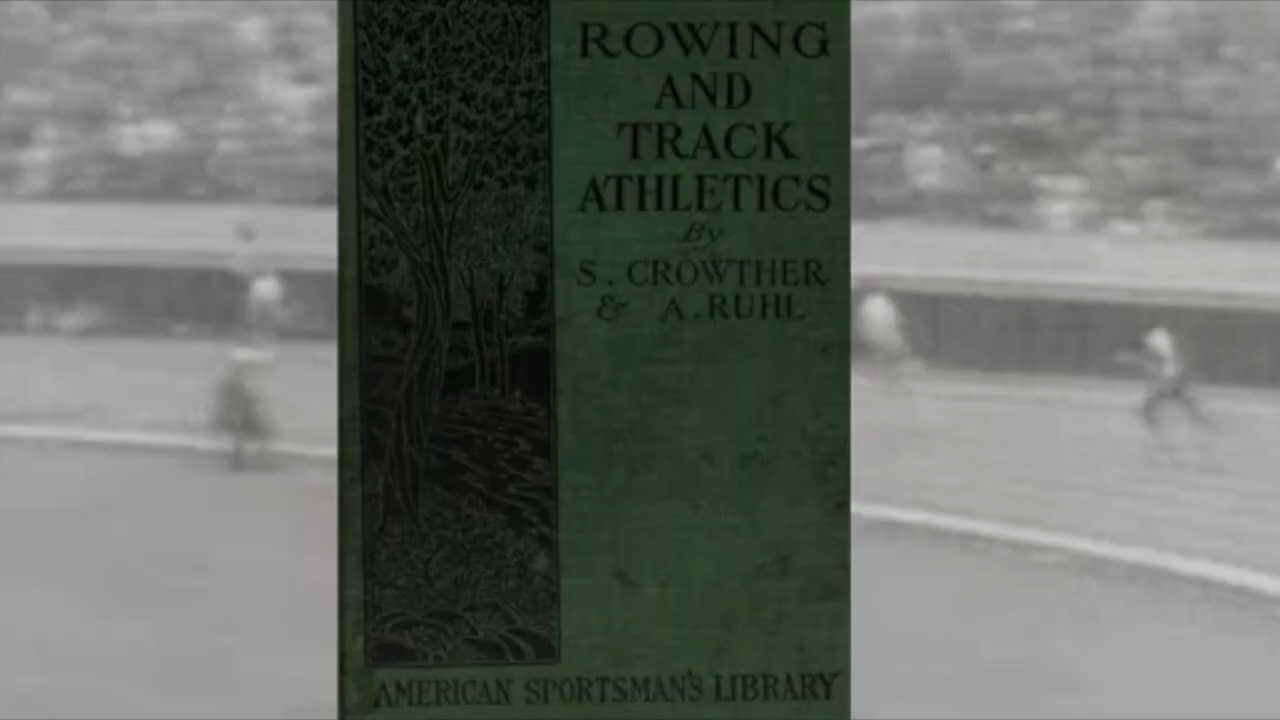 ROWING
AND
TRACK
ATHLETICS
By
S. CROWTHER
& A. RUHL
AMERICAN SPORTSMAN'S LIBRARY